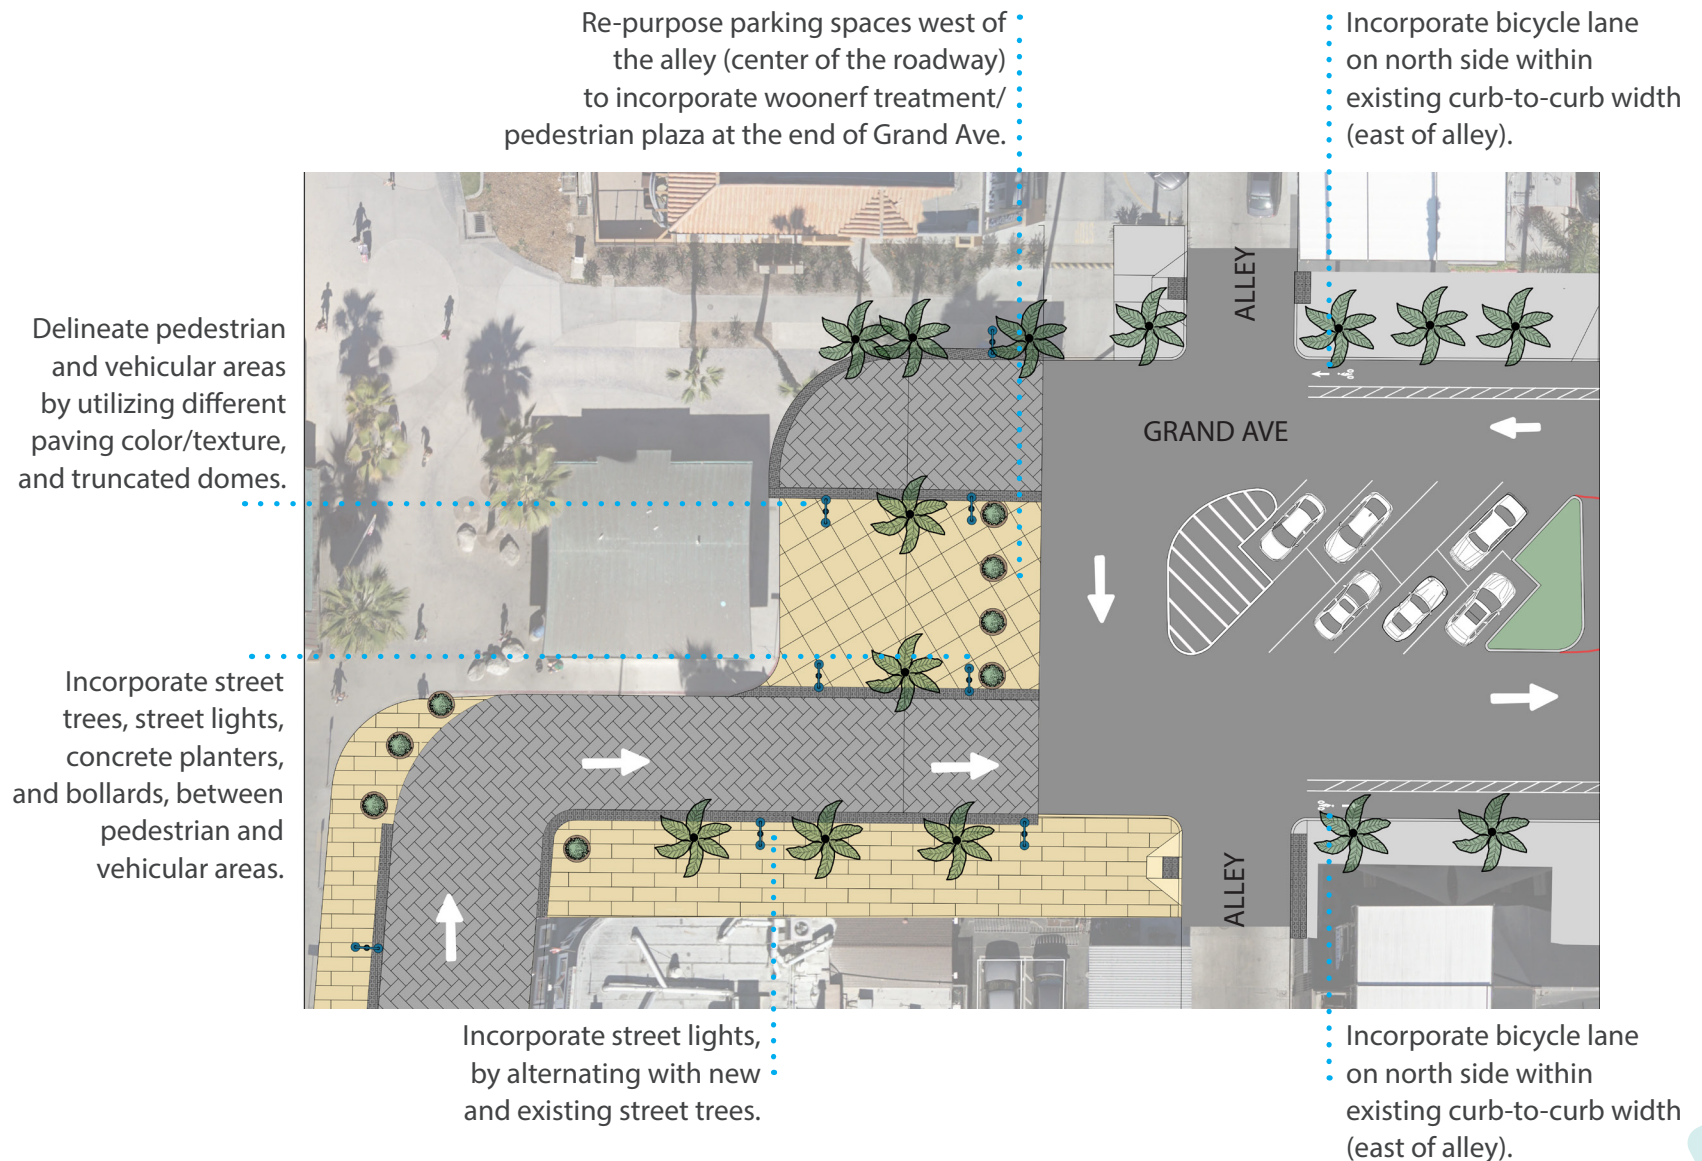 Re-purpose parking spaces west of
the alley (center of the roadway)
to incorporate woonerf treatment/
pedestrian plaza at the end of Grand Ave.
Incorporate bicycle lane
on north side within
existing curb-to-curb width
(east of alley).
Delineate pedestrian
and vehicular areas
by utilizing different
paving color/texture,
and truncated domes.
ALLEY
GRAND AVE
Incorporate street
trees, street lights,
concrete planters,
and bollards, between
pedestrian and
vehicular areas.
ALLEY
Incorporate street lights,
by alternating with new
and existing street trees.
Incorporate bicycle lane
on north side within
existing curb-to-curb width
(east of alley).